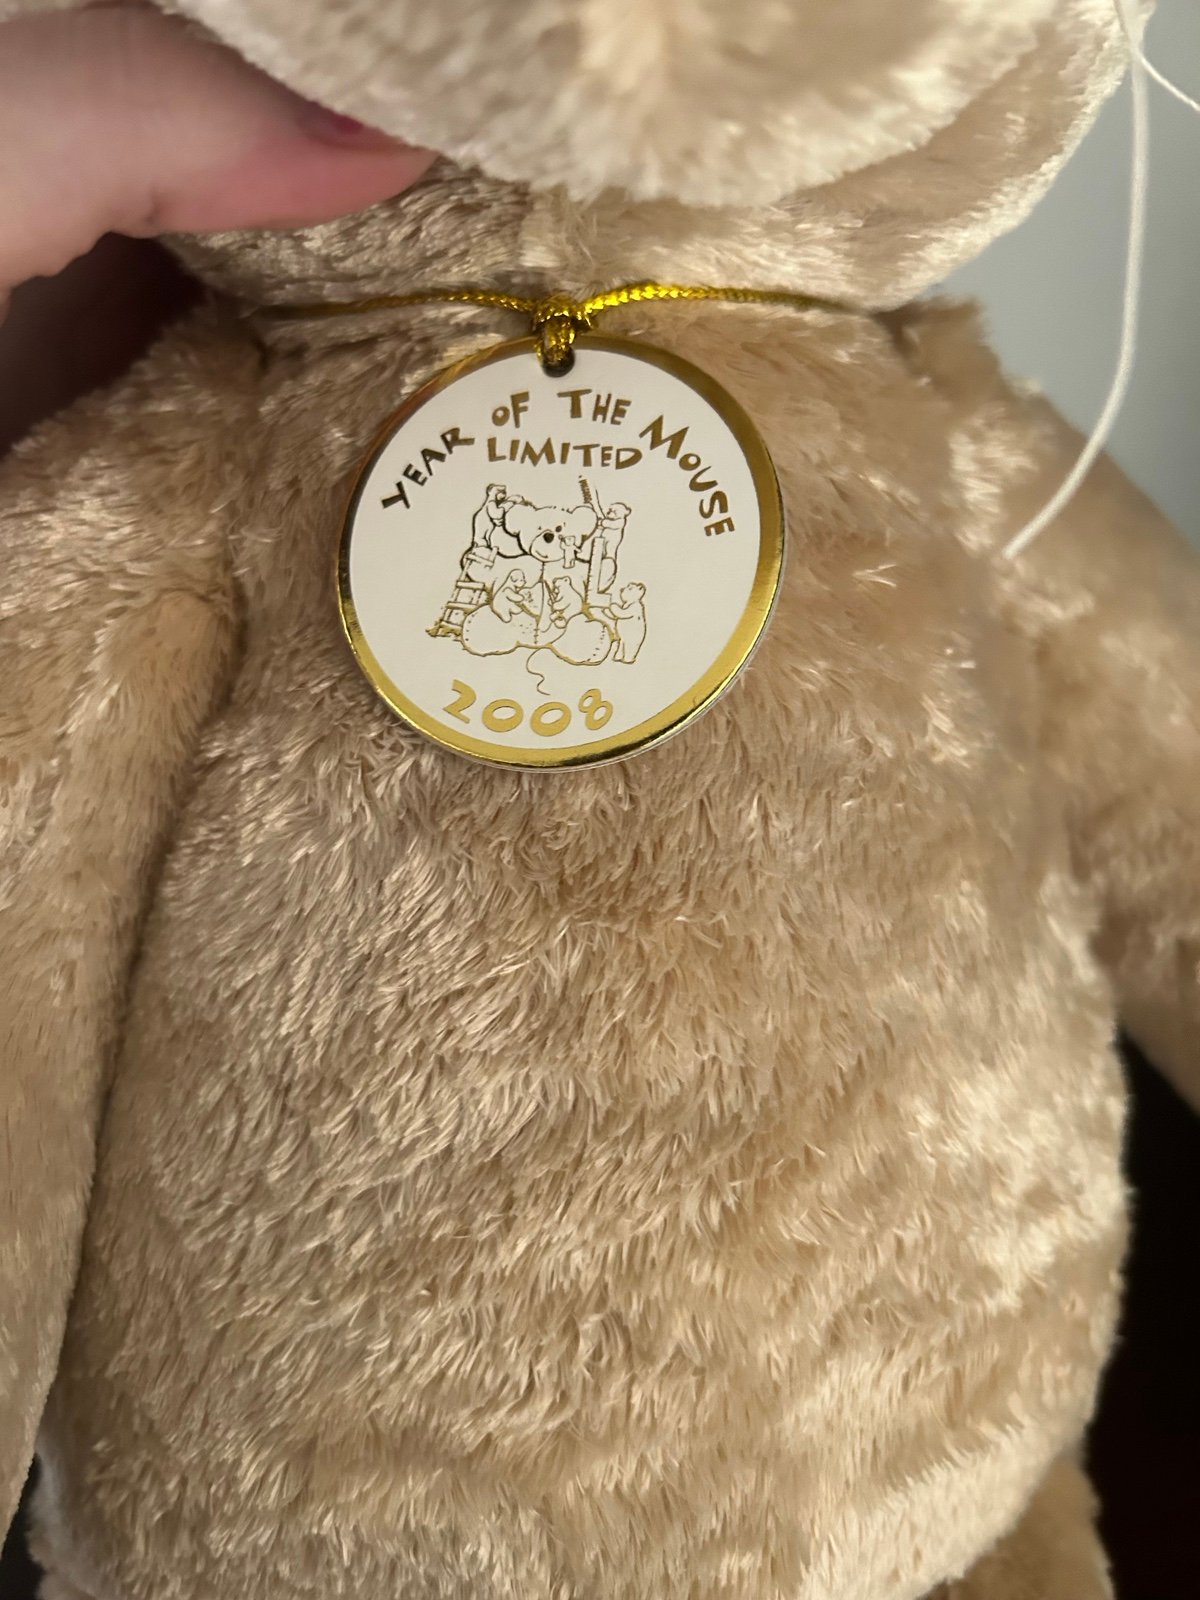 YEAR OF THE MOUSE
LIMITED
2008